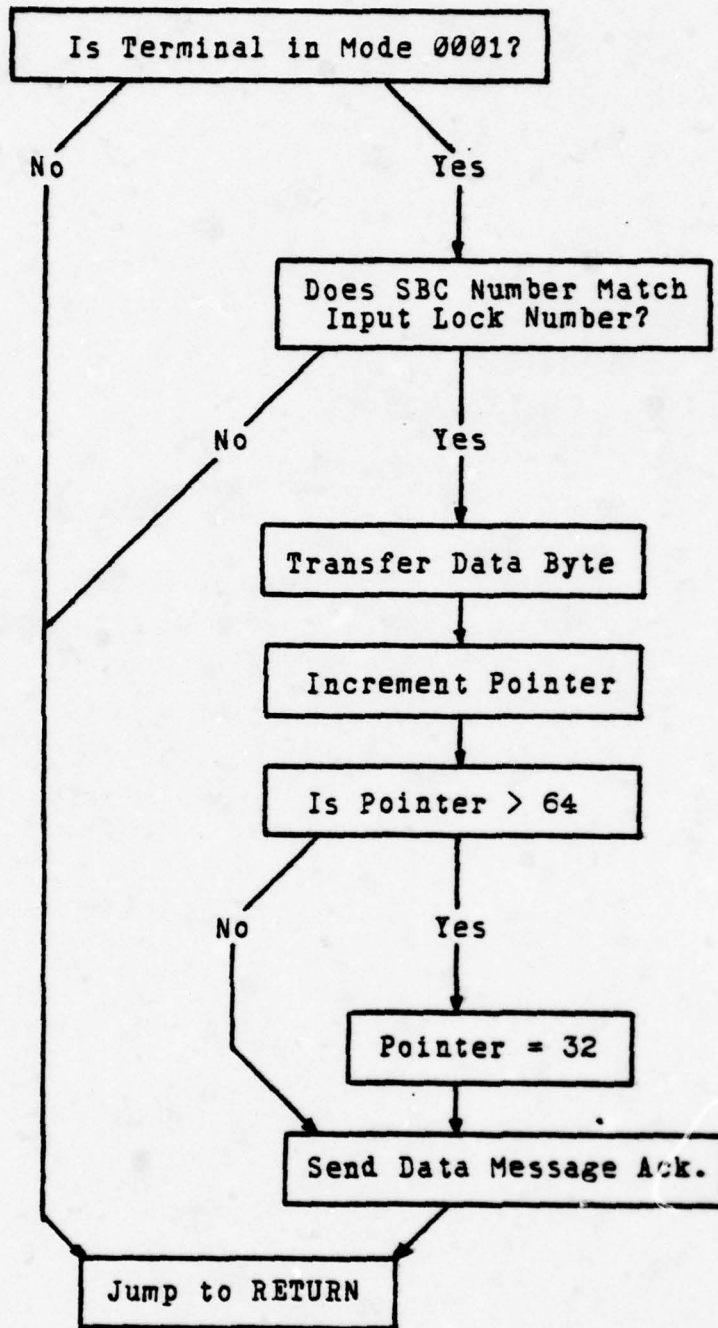 Is Terminal in Mode 0001?
No
Yes
Does SBC Number Match
Input Lock Number?
No
Yes
Transfer Data Byte
Increment Pointer
Is Pointer > 64
No
Yes
Pointer = 32
Send Data Message Ack.
Jump to RETURN